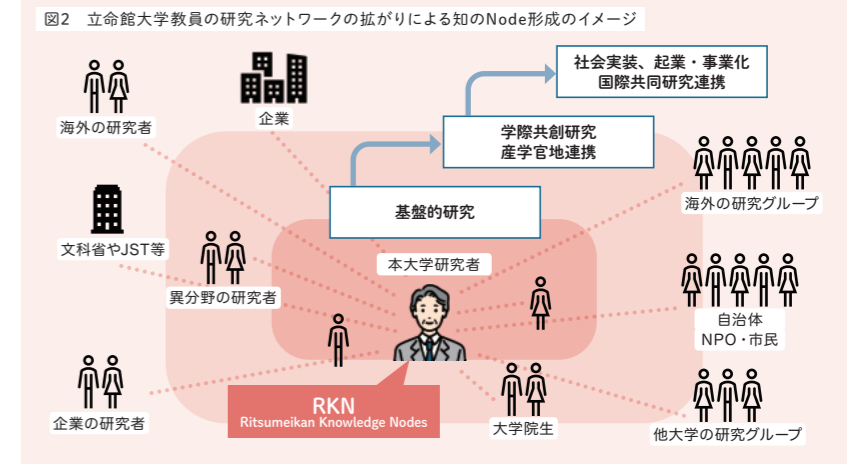 図2 立命館大学教員の研究ネットワークの拡がりによる知のNode形成のイメージ
社会実装、起業・事業化
国際共同研究連携
海外の研究者
企業
学際共創研究
産学官地連携
海外の研究グループ
基盤的研究
文科省やJST等
本大学研究者
異分野の研究者
自治体
NPO・市民
RKN
Ritsumeikan Knowledge Nodes
企業の研究者
大学院生
他大学の研究グループ